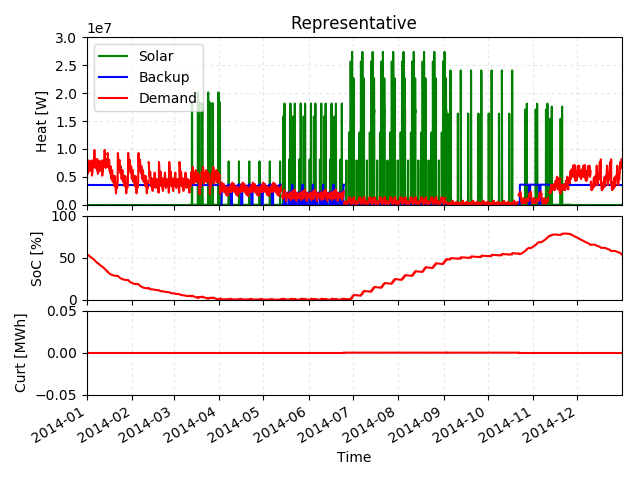 Representative
1e7
3.0
2.5
2.0
1.5
1.0
0.5
0.0
Heat [W]
Solar
Backup
Demand
100
50
0
SoC [%]
0.05
0.00
−0.05
Curt [MWh]
2014-01
2014-02
2014-03
2014-04
2014-05
2014-06
2014-07
2014-08
2014-09
2014-10
2014-11
2014-12
Time